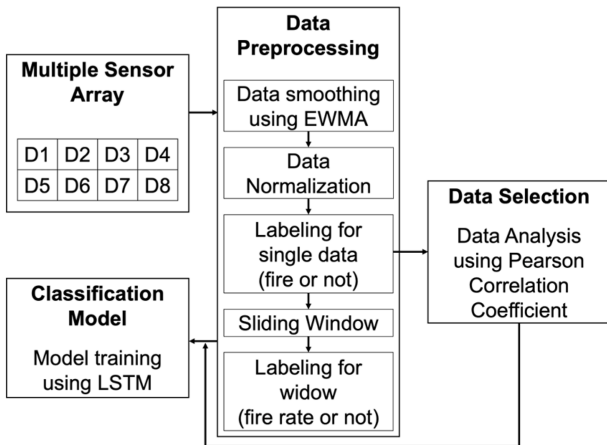 Multiple Sensor
Array
D1 D2 D3 D4
D5 D6 D7 D8
Data
Preprocessing
Data smoothing
using EWMA
Data
Normalization
Labeling for
single data
(fire or not)
Sliding Window
Labeling for
widow
(fire rate or not)
Data Selection
Data Analysis
using Pearson
Correlation
Coefficient
Classification
Model
Model training
using LSTM